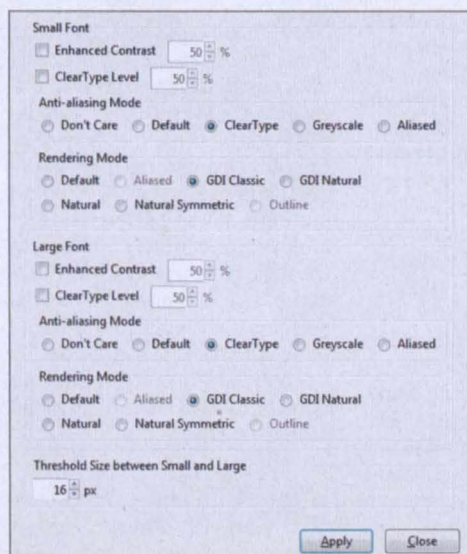 Small Font
Enhanced Contrast 50 %
ClearType Level 50 %
Anti-aliasing Mode
Don't Care Default ClearType Greyscale Aliased
Rendering Mode
Default Aliased GDI Classic GDI Natural
Natural Natural Symmetric Outline
Large Font
Enhanced Contrast 50 %
ClearType Level 50 %
Anti-aliasing Mode
Don't Care Default ClearType Greyscale Aliased
Rendering Mode
Default Aliased GDI Classic GDI Natural
Natural Natural Symmetric Outline
Threshold Size between Small and Large
16 px
Apply Close